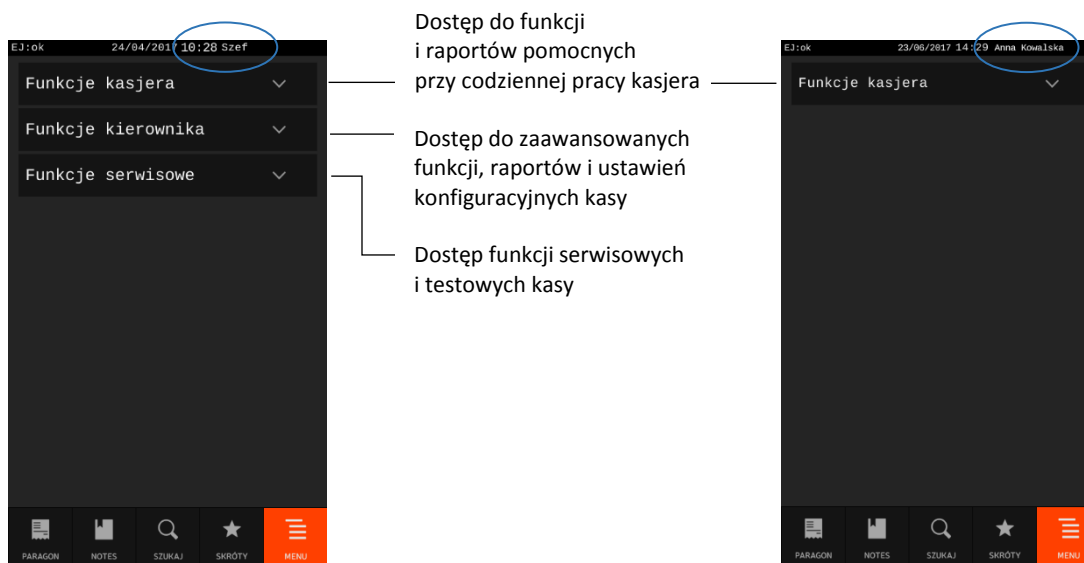 EJ:ok 24/04/2017 10:28 Szef
Funkcje kasjera
Funkcje kierownika
Funkcje serwisowe
PARAGON NOTES SZUKAJ SKRÓTY MENU
Dostęp do funkcji
i raportów pomocnych
przy codziennej pracy kasjera
Dostęp do zaawansowanych
funkcji, raportów i ustawień
konfiguracyjnych kasy
Dostęp funkcji serwisowych
i testowych kasy
EJ:ok 23/06/2017 14:29 Anna Kowalska
Funkcje kasjera
PARAGON NOTES SZUKAJ SKRÓTY MENU